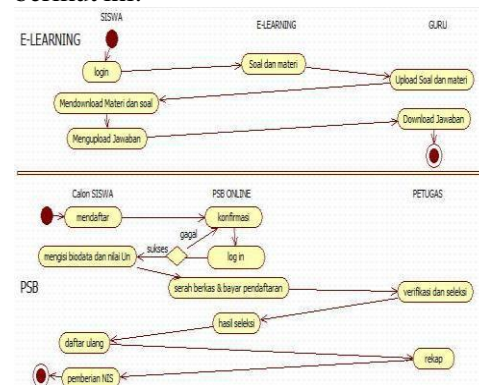 SISWA E-LEARNING GURU
E-LEARNING
login
Soal dan materi
Upload Soal dan materi
Mendownload Materi dan soal
Mengupload Jawaban
Download Jawaban
Calon SISWA PSB ONLINE PETUGAS
mendaftar
konfirmasi
gagal
sukses
mengisi biodata dan nilai Un
log in
PSB
serah berkas & bayar pendaftaran
verifikasi dan seleksi
hasil seleksi
daftar ulang
rekap
pemberian NIS